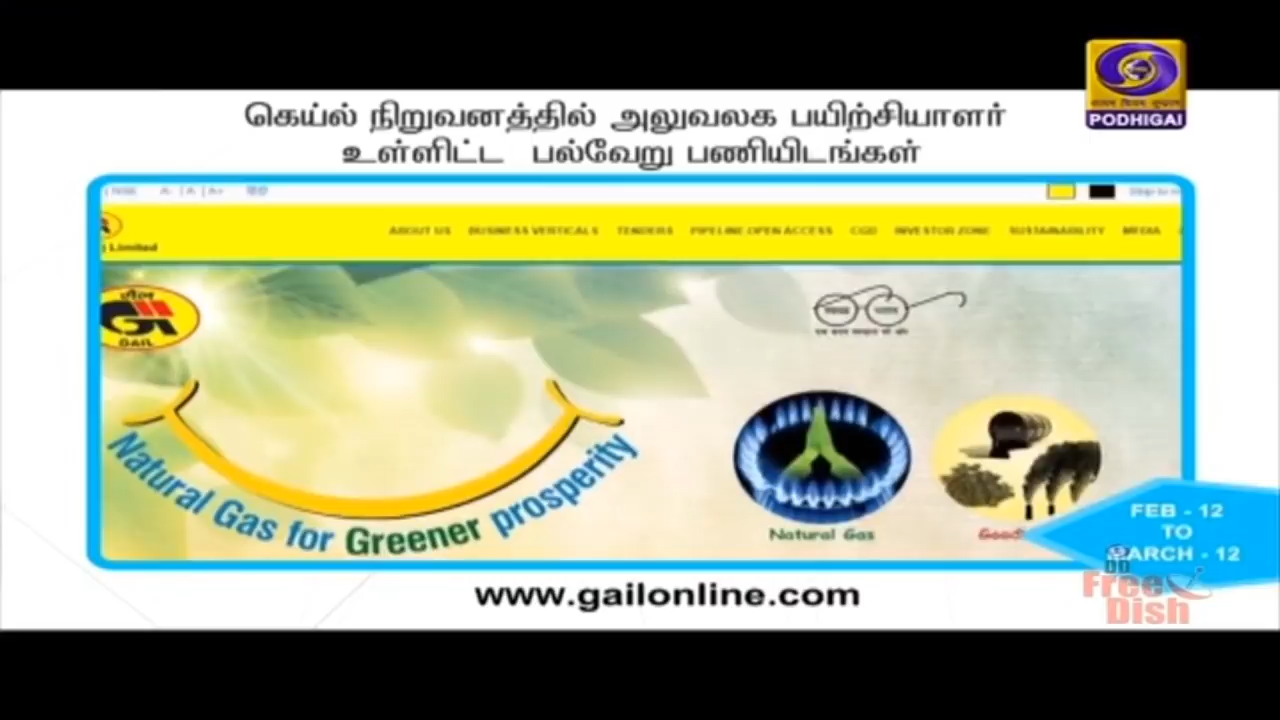 கெய்ல் நிறுவனத்தில் அலுவலக பயிற்சியாளர்
உள்ளிட்ட பல்வேறு பணியிடங்கள்
PODHIGAI
A- | A | A+
Limited
ABOUT US BUSINESS VERTICALS TENDERS PIPELINE OPEN ACCESS CGD INVESTOR ZONE SUSTAINABILITY MEDIA
गेल
GAIL
Natural Gas for Greener prosperity
Natural Gas
FEB - 12
TO
MARCH - 12
DD
Free
Dish
www.gailonline.com